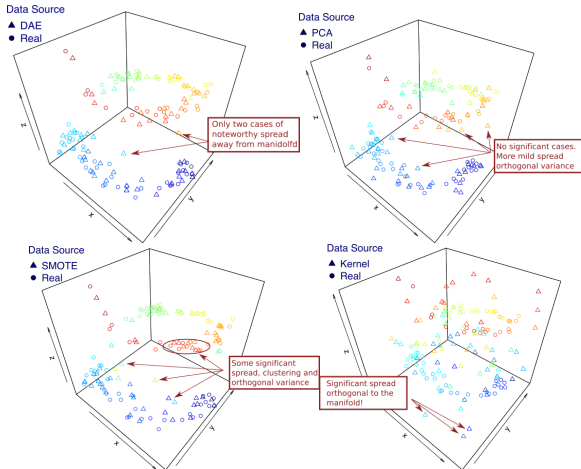 Data Source
DAE
Real
z
x
y
Only two cases of
noteworthy spread
away from manidolfd
Data Source
PCA
Real
z
x
y
No significant cases.
More mild spread
orthogonal variance
Data Source
SMOTE
Real
z
x
y
Some significant
spread, clustering and
orthogonal variance
Data Source
Kernel
Real
z
x
y
Significant spread
orthogonal to the
manifold!